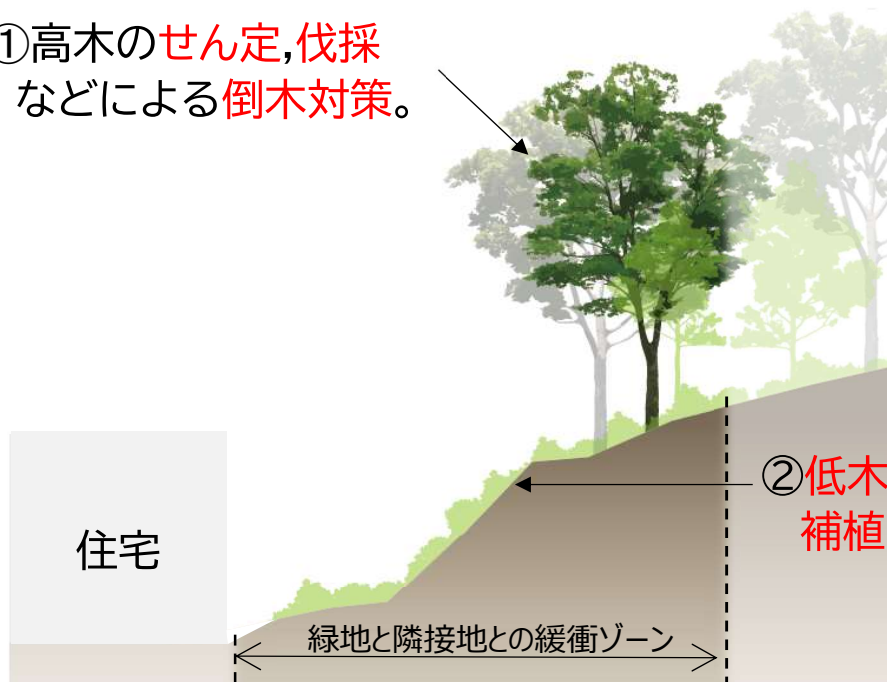 ①高木のせん定,伐採
などによる倒木対策。
②低木
補植
住宅
緑地と隣接地との緩衝ゾーン